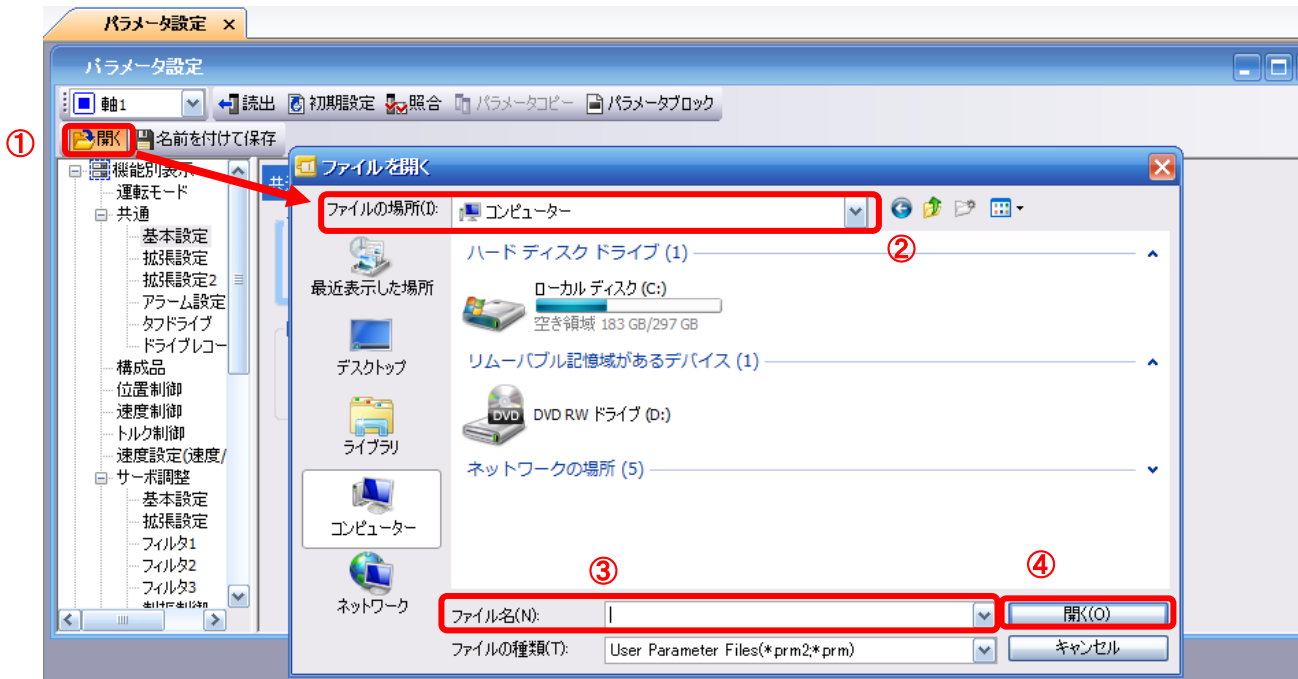 パラメータ設定 ×
パラメータ設定
軸1 読出 初期設定 照合 パラメータコピー パラメータブロック
① 開く 名前を付けて保存
機能別表示
運転モード
共通
基本設定
拡張設定
拡張設定2
アラーム設定
タフドライブ
ドライブレコー
構成品
位置制御
速度制御
トルク制御
速度設定(速度/
サーボ調整
基本設定
拡張設定
フィルタ1
フィルタ2
フィルタ3
ファイルを開く
ファイルの場所(I): コンピューター
②
最近表示した場所
デスクトップ
ライブラリ
コンピューター
ネットワーク
ハード ディスク ドライブ (1)
ローカル ディスク (C:)
空き領域 183 GB/297 GB
リムーバブル記憶域があるデバイス (1)
DVD
DVD RW ドライブ (D:)
ネットワークの場所 (5)
③ ④
ファイル名(N): 開く(O)
ファイルの種類(T): User Parameter Files(*prm2;*prm) キャンセル